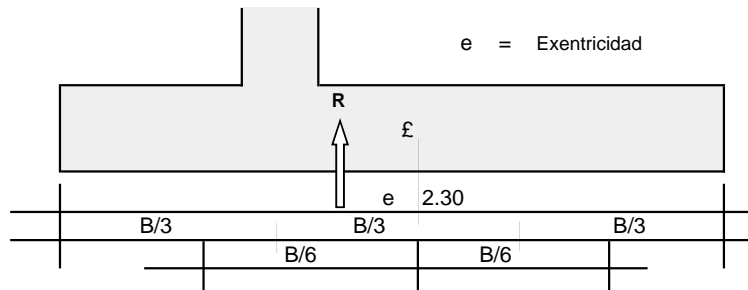 e = Exentricidad
R
£
e 2.30
B/3 B/3 B/3
B/6 B/6